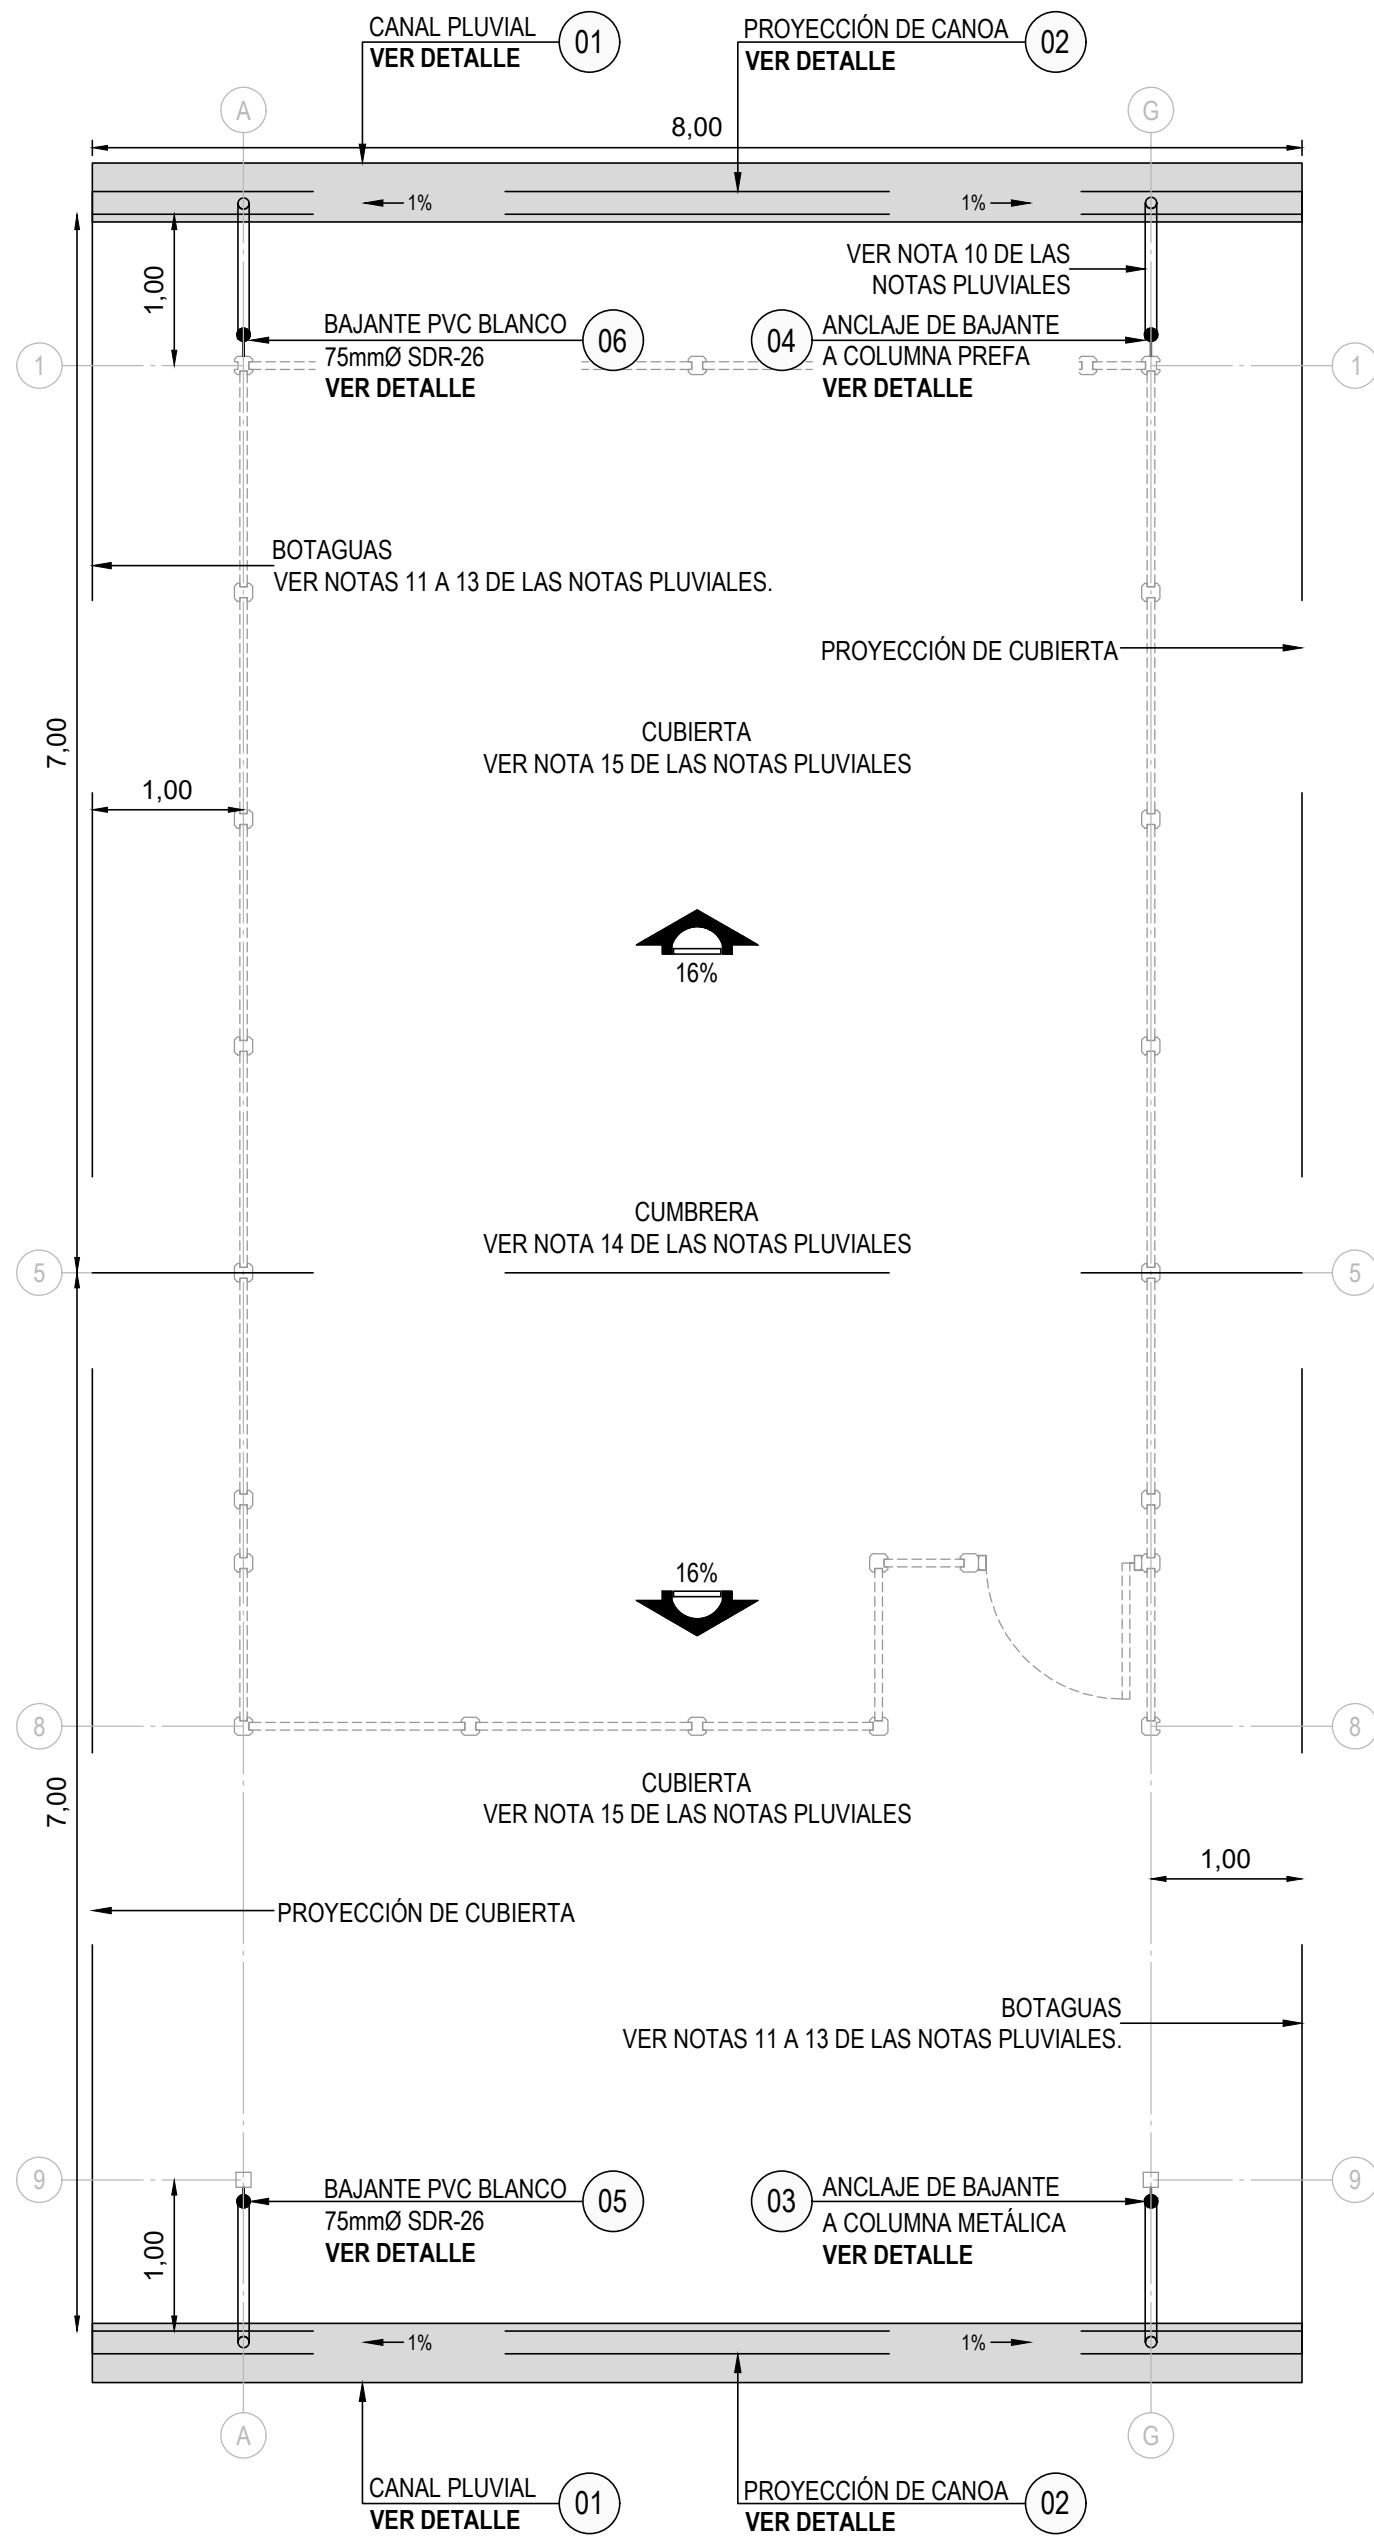 CANAL PLUVIAL
VER DETALLE
01
PROYECCIÓN DE CANOA
VER DETALLE
02
A
G
8,00
1%
1%
1,00
VER NOTA 10 DE LAS
NOTAS PLUVIALES
BAJANTE PVC BLANCO
75mmØ SDR-26
VER DETALLE
06
04
ANCLAJE DE BAJANTE
A COLUMNA PREFA
VER DETALLE
1
1
BOTAGUAS
VER NOTAS 11 A 13 DE LAS NOTAS PLUVIALES.
PROYECCIÓN DE CUBIERTA
7,00
CUBIERTA
VER NOTA 15 DE LAS NOTAS PLUVIALES
1,00
16%
CUMBRERA
VER NOTA 14 DE LAS NOTAS PLUVIALES
5
5
16%
8
8
CUBIERTA
VER NOTA 15 DE LAS NOTAS PLUVIALES
7,00
1,00
PROYECCIÓN DE CUBIERTA
BOTAGUAS
VER NOTAS 11 A 13 DE LAS NOTAS PLUVIALES.
9
9
BAJANTE PVC BLANCO
75mmØ SDR-26
VER DETALLE
05
03
ANCLAJE DE BAJANTE
A COLUMNA METÁLICA
VER DETALLE
1,00
1%
1%
A
G
CANAL PLUVIAL
VER DETALLE
01
PROYECCIÓN DE CANOA
VER DETALLE
02